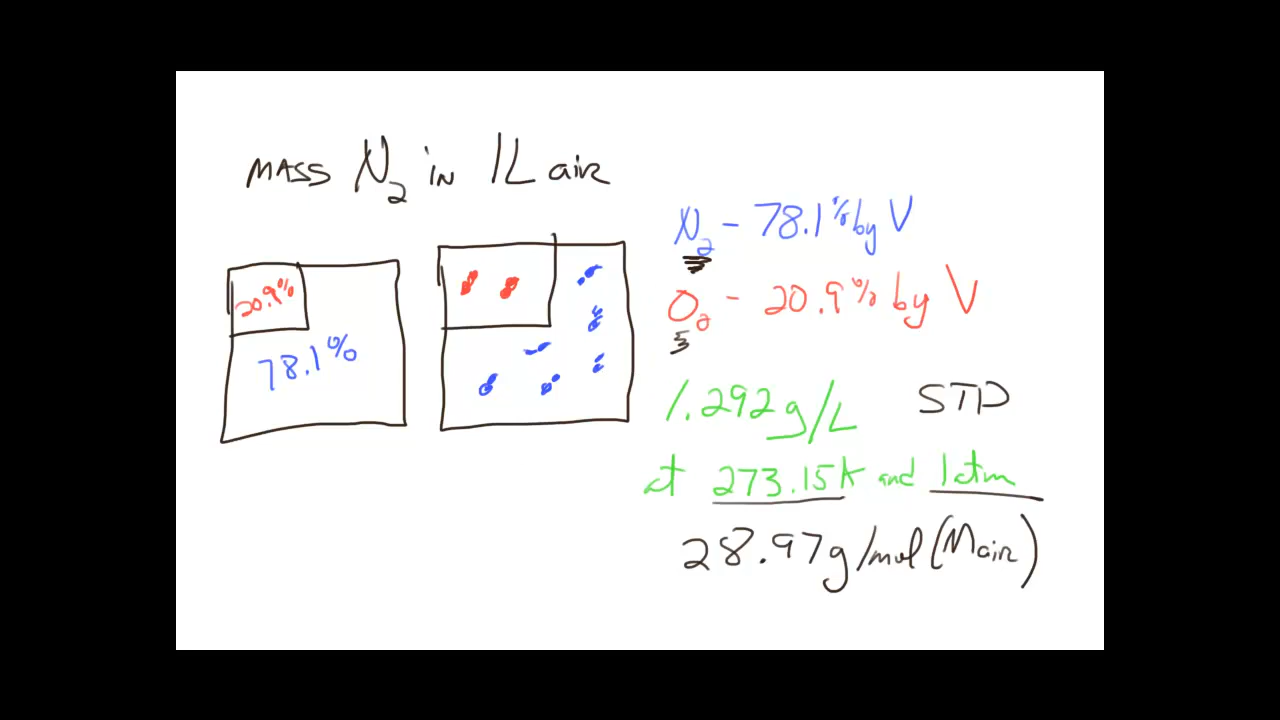 MASS N2 in 1L air
N2 - 78.1% by V
O2 - 20.9% by V
20.9%
78.1%
1.292g/L STP
at 273.15K and 1atm
28.97g/mol (Mair)